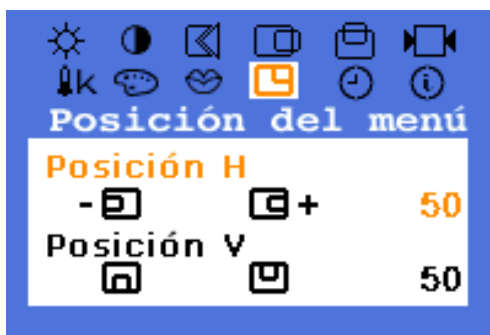 k
Posición del menú
Posición H
- + 50
Posición V
50